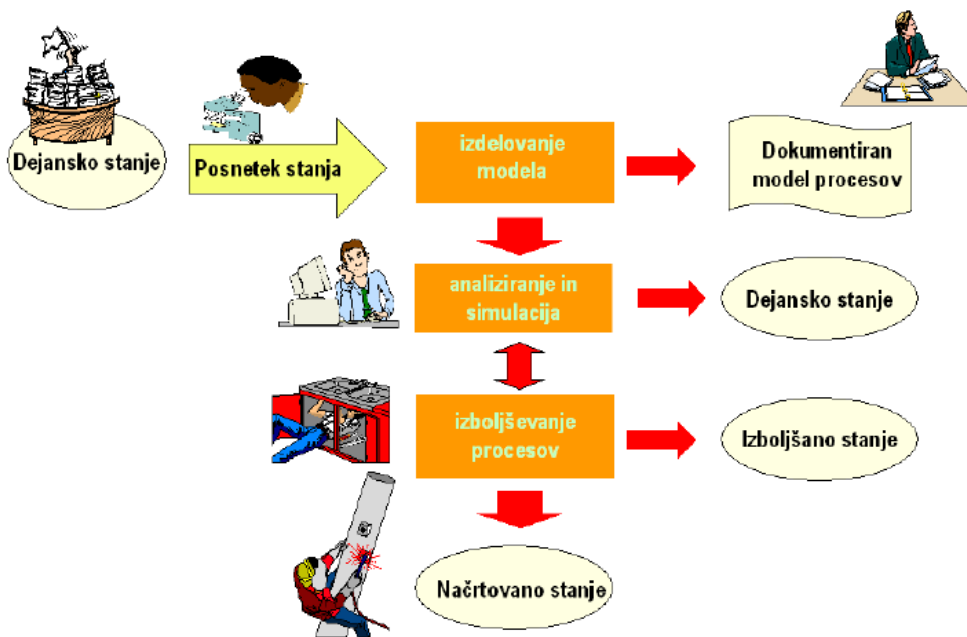 Dejansko stanje
Posnetek stanja
izdelovanje
modela
Dokumentiran
model procesov
analiziranje in
simulacija
Dejansko stanje
izboljševanje
procesov
Izboljšano stanje
Načrtovano stanje